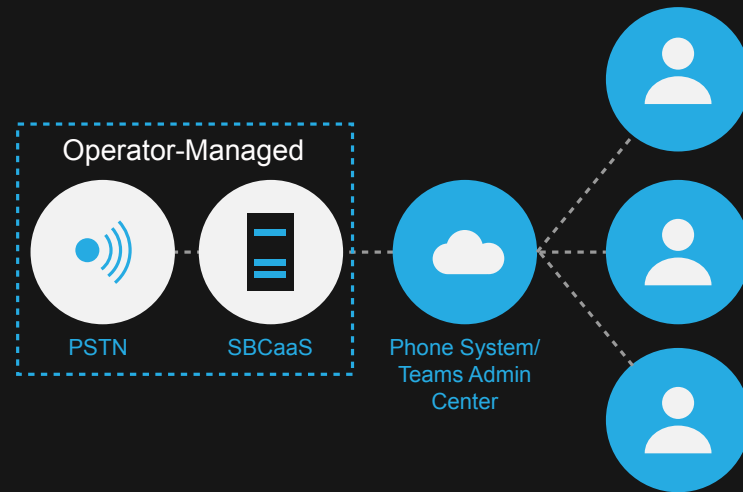 Operator-Managed
PSTN
SBCaaS
Phone System/
Teams Admin
Center